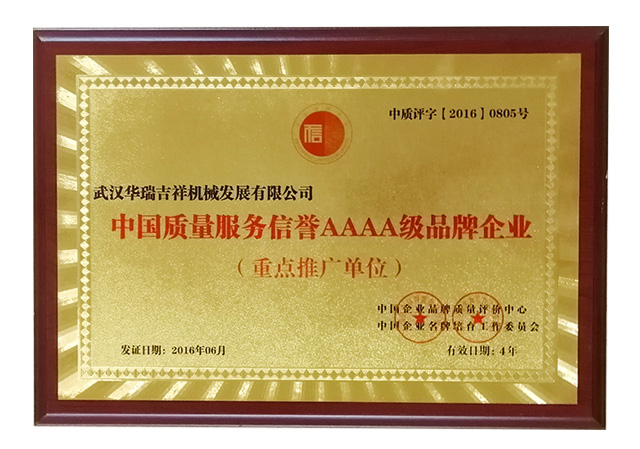 信
中质评字【2016】0805号
武汉华瑞吉祥机械发展有限公司
中国质量服务信誉AAAA级品牌企业
（重点推广单位）
中国企业品牌质量评价中心
中国企业名牌培育工作委员会
发证日期: 2016年06月
有效日期: 4年